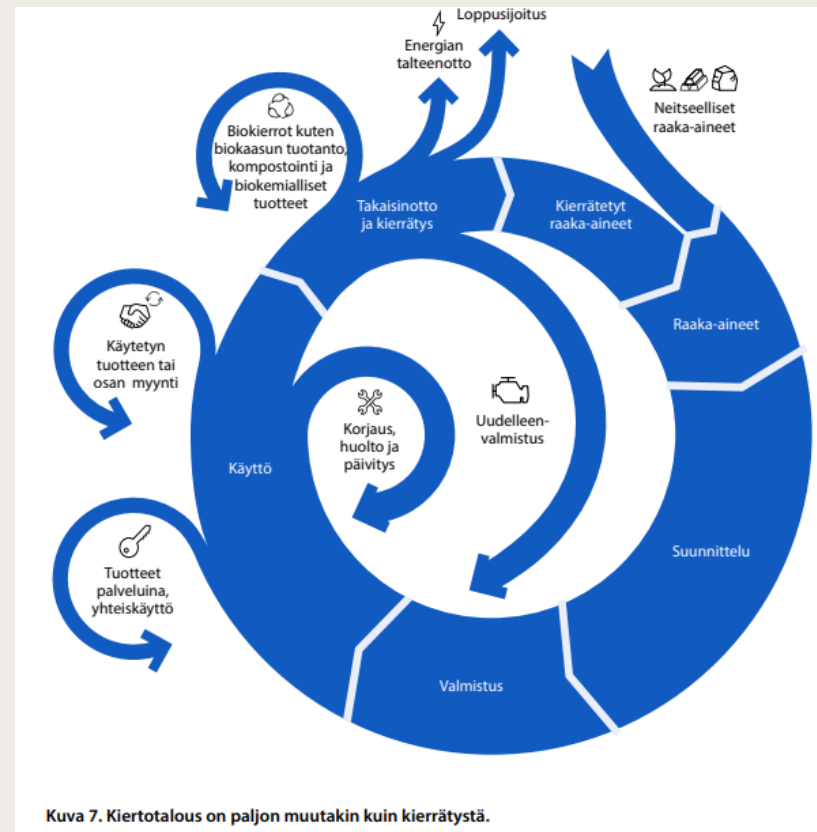 Loppusijoitus
Energian
talteenotto
Neitseelliset
raaka-aineet
Biokierrot kuten
biokaasun tuotanto,
kompostointi ja
biokemialliset
tuotteet
Takaisinotto
ja kierrätys
Kierrätetyt
raaka-aineet
Raaka-aineet
Käytetyn
tuotteen tai
osan myynti
Korjaus,
huolto ja
päivitys
Uudelleen-
valmistus
Käyttö
Suunnittelu
Tuotteet
palveluina,
yhteiskäyttö
Valmistus
Kuva 7. Kiertotalous on paljon muutakin kuin kierrätystä.